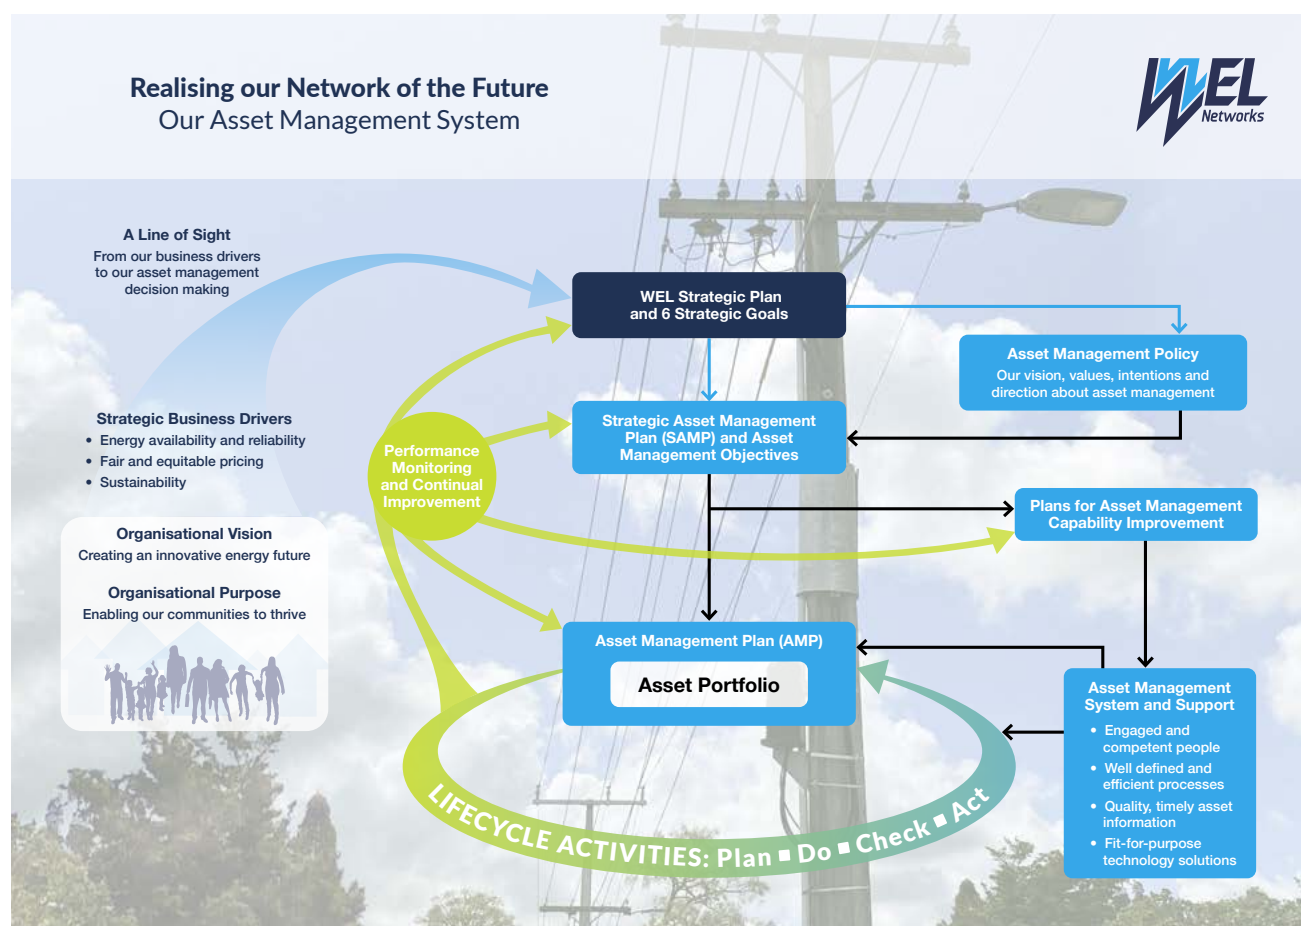 Realising our Network of the Future
Our Asset Management System
WEL
Networks
A Line of Sight
From our business drivers
to our asset management
decision making
WEL Strategic Plan
and 6 Strategic Goals
Asset Management Policy
Our vision, values, intentions and
direction about asset management
Strategic Business Drivers
• Energy availability and reliability
• Fair and equitable pricing
• Sustainability
Performance
Monitoring
and Continual
Improvement
Strategic Asset Management
Plan (SAMP) and Asset
Management Objectives
Plans for Asset Management
Capability Improvement
Organisational Vision
Creating an innovative energy future
Organisational Purpose
Enabling our communities to thrive
Asset Management Plan (AMP)
Asset Portfolio
Asset Management
System and Support
• Engaged and
competent people
• Well defined and
efficient processes
• Quality, timely asset
information
• Fit-for-purpose
technology solutions
LIFECYCLE ACTIVITIES: Plan ■ Do ■ Check ■ Act